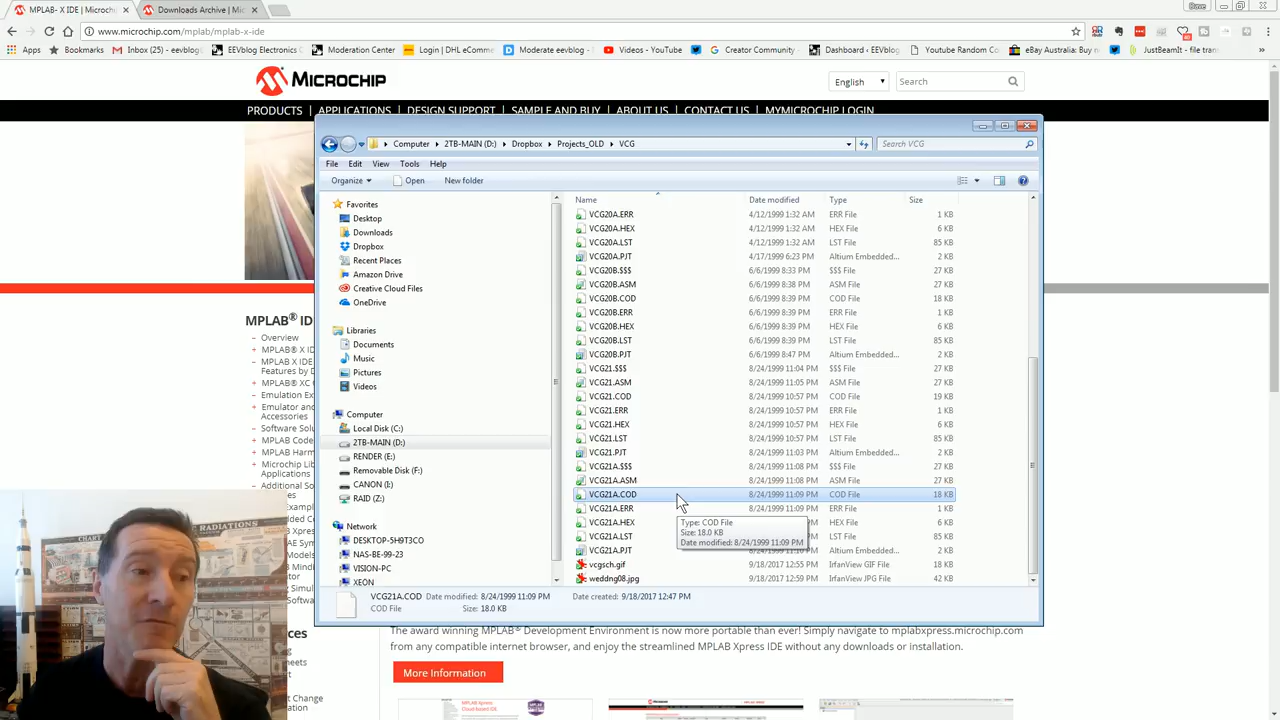 MPLAB- X IDE | Microchi
Downloads Archive | Mic
Dave
www.microchip.com/mplab/mplab-x-ide
Apps
Bookmarks
Inbox (25) - eevblog
EEVblog Electronics
Moderation Center
Login | DHL eComme
Moderate eevblog
Videos - YouTube
Creator Community
Dashboard ‹ EEVblog
Youtube Random Co
eBay Australia: Buy
JustBeamIt - file tran
MICROCHIP
English
Search
PRODUCTS
APPLICATIONS
DESIGN SUPPORT
SAMPLE AND BUY
ABOUT US
CONTACT US
MYMICROCHIP LOGIN
Computer
2TB-MAIN (D:)
Dropbox
Projects_OLD
VCG
Search VCG
File Edit View Tools Help
Organize Open New folder
Favorites
Desktop
Downloads
Dropbox
Recent Places
Amazon Drive
Creative Cloud Files
OneDrive
Libraries
Documents
Music
Pictures
Videos
Computer
Local Disk (C:)
2TB-MAIN (D:)
RENDER (E:)
Removable Disk (F:)
CANON (I:)
RAID (Z:)
Network
DESKTOP-5H9T3CO
NAS-BE-99-23
VISION-PC
XEON
Name Date modified Type Size
VCG20A.ERR 4/12/1999 1:32 AM ERR File 1 KB
VCG20A.HEX 4/12/1999 1:32 AM HEX File 6 KB
VCG20A.LST 4/12/1999 1:32 AM LST File 85 KB
VCG20A.PJT 4/17/1999 6:23 PM Altium Embedded... 2 KB
VCG20B.$$$ 6/6/1999 8:33 PM $$$ File 27 KB
VCG20B.ASM 6/6/1999 8:38 PM ASM File 27 KB
VCG20B.COD 6/6/1999 8:39 PM COD File 18 KB
VCG20B.ERR 6/6/1999 8:39 PM ERR File 1 KB
VCG20B.HEX 6/6/1999 8:39 PM HEX File 6 KB
VCG20B.LST 6/6/1999 8:39 PM LST File 85 KB
VCG20B.PJT 6/6/1999 8:47 PM Altium Embedded... 2 KB
VCG21.$$$ 8/24/1999 11:04 PM $$$ File 27 KB
VCG21.ASM 8/24/1999 11:05 PM ASM File 27 KB
VCG21.COD 8/24/1999 10:57 PM COD File 19 KB
VCG21.ERR 8/24/1999 10:57 PM ERR File 1 KB
VCG21.HEX 8/24/1999 10:57 PM HEX File 6 KB
VCG21.LST 8/24/1999 10:57 PM LST File 85 KB
VCG21.PJT 8/24/1999 11:03 PM Altium Embedded... 2 KB
VCG21A.$$$ 8/24/1999 11:08 PM $$$ File 27 KB
VCG21A.ASM 8/24/1999 11:08 PM ASM File 27 KB
VCG21A.COD 8/24/1999 11:09 PM COD File 18 KB
VCG21A.ERR 8/24/1999 11:09 PM ERR File 1 KB
VCG21A.HEX HEX File 6 KB
VCG21A.LST LST File 85 KB
VCG21A.PJT Altium Embedded... 2 KB
vcgsch.gif 9/18/2017 12:55 PM IrfanView GIF File 38 KB
weddng08.jpg 9/18/2017 12:59 PM IrfanView JPG File 42 KB
Type: COD File
Size: 18.0 KB
Date modified: 8/24/1999 11:09 PM
VCG21A.COD Date modified: 8/24/1999 11:09 PM Date created: 9/18/2017 12:47 PM
COD File Size: 18.0 KB
MPLAB® ID
Overview
MPLAB® X ID
MPLAB X IDE
Features by D
MPLAB® XC
Emulation Ex
Emulator and
Accessories
Software Solu
MPLAB Code
MPLAB Harm
Microchip Lib
Applications
RADIATIONS
The award winning MPLAB® Development Environment is now more portable than ever! Simply navigate to mplabxpress.microchip.com
from any compatible internet browser, and enjoy the streamlined MPLAB Xpress IDE without any downloads or installation.
More Information
MPLAB Xpress
Cloud-based IDE